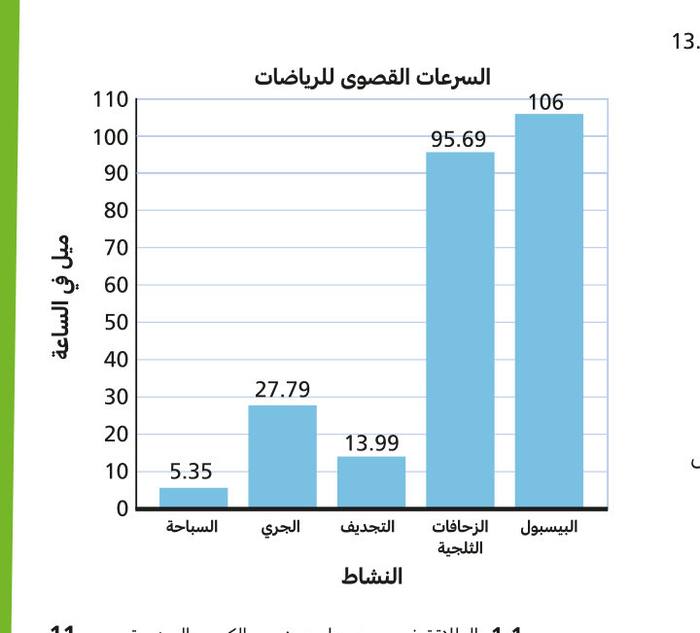 13.
السرعات القصوى للرياضات
110
100
90
80
70
60
50
40
30
20
10
0
ميل في الساعة
5.35
27.79
13.99
95.69
106
السباحة
الجري
التجديف
الزحافات
الثلجية
البيسبول
النشاط